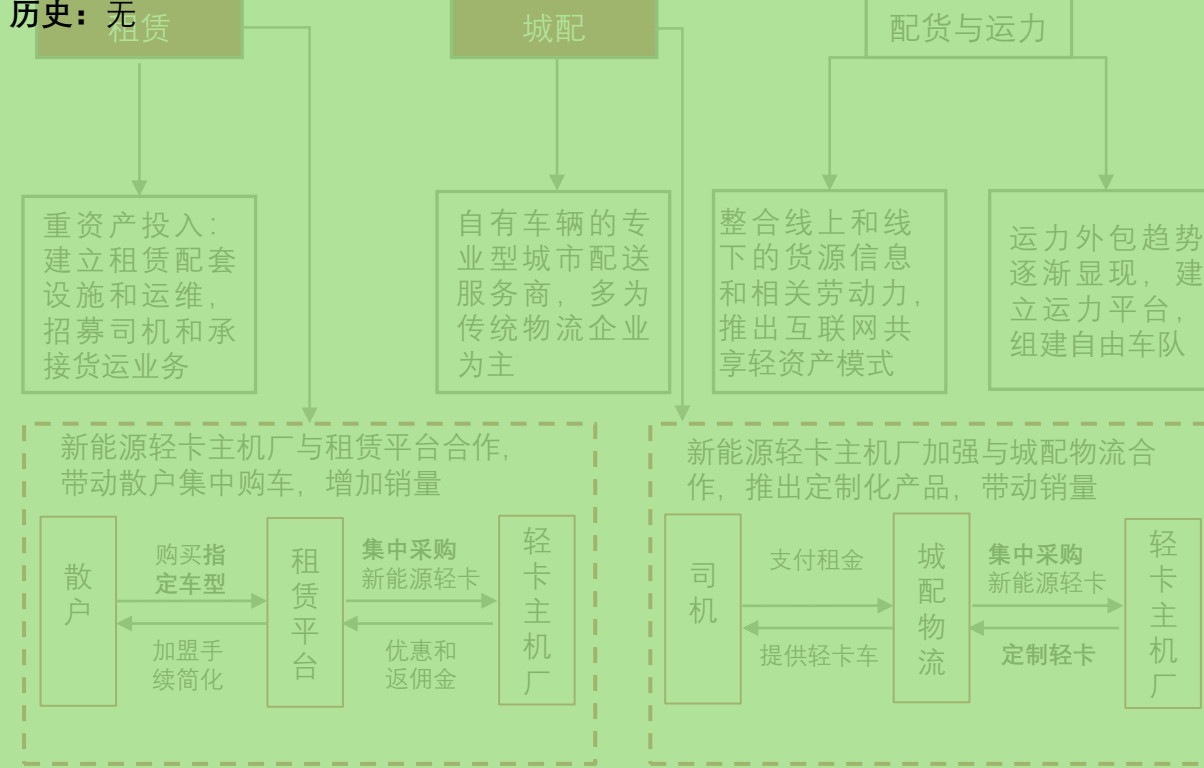 历史：无
租赁
城配
配货与运力
重资产投入：
建立租赁配套
设施和运维，
招募司机和承
接货运业务
自有车辆的专
业型城市配送
服务商，多为
传统物流企业
为主
整合线上和线
下的货源信息
和相关劳动力，
推出互联网共
享轻资产模式
运力外包趋势
逐渐显现，建
立运力平台，
组建自由车队
新能源轻卡主机厂与租赁平台合作，
带动散户集中购车，增加销量
散
户
购买指
定车型
加盟手
续简化
租
赁
平
台
集中采购
新能源轻卡
优惠和
返佣金
轻
卡
主
机
厂
新能源轻卡主机厂加强与城配物流合
作，推出定制化产品，带动销量
司
机
支付租金
提供轻卡车
城
配
物
流
集中采购
新能源轻卡
定制轻卡
轻
卡
主
机
厂